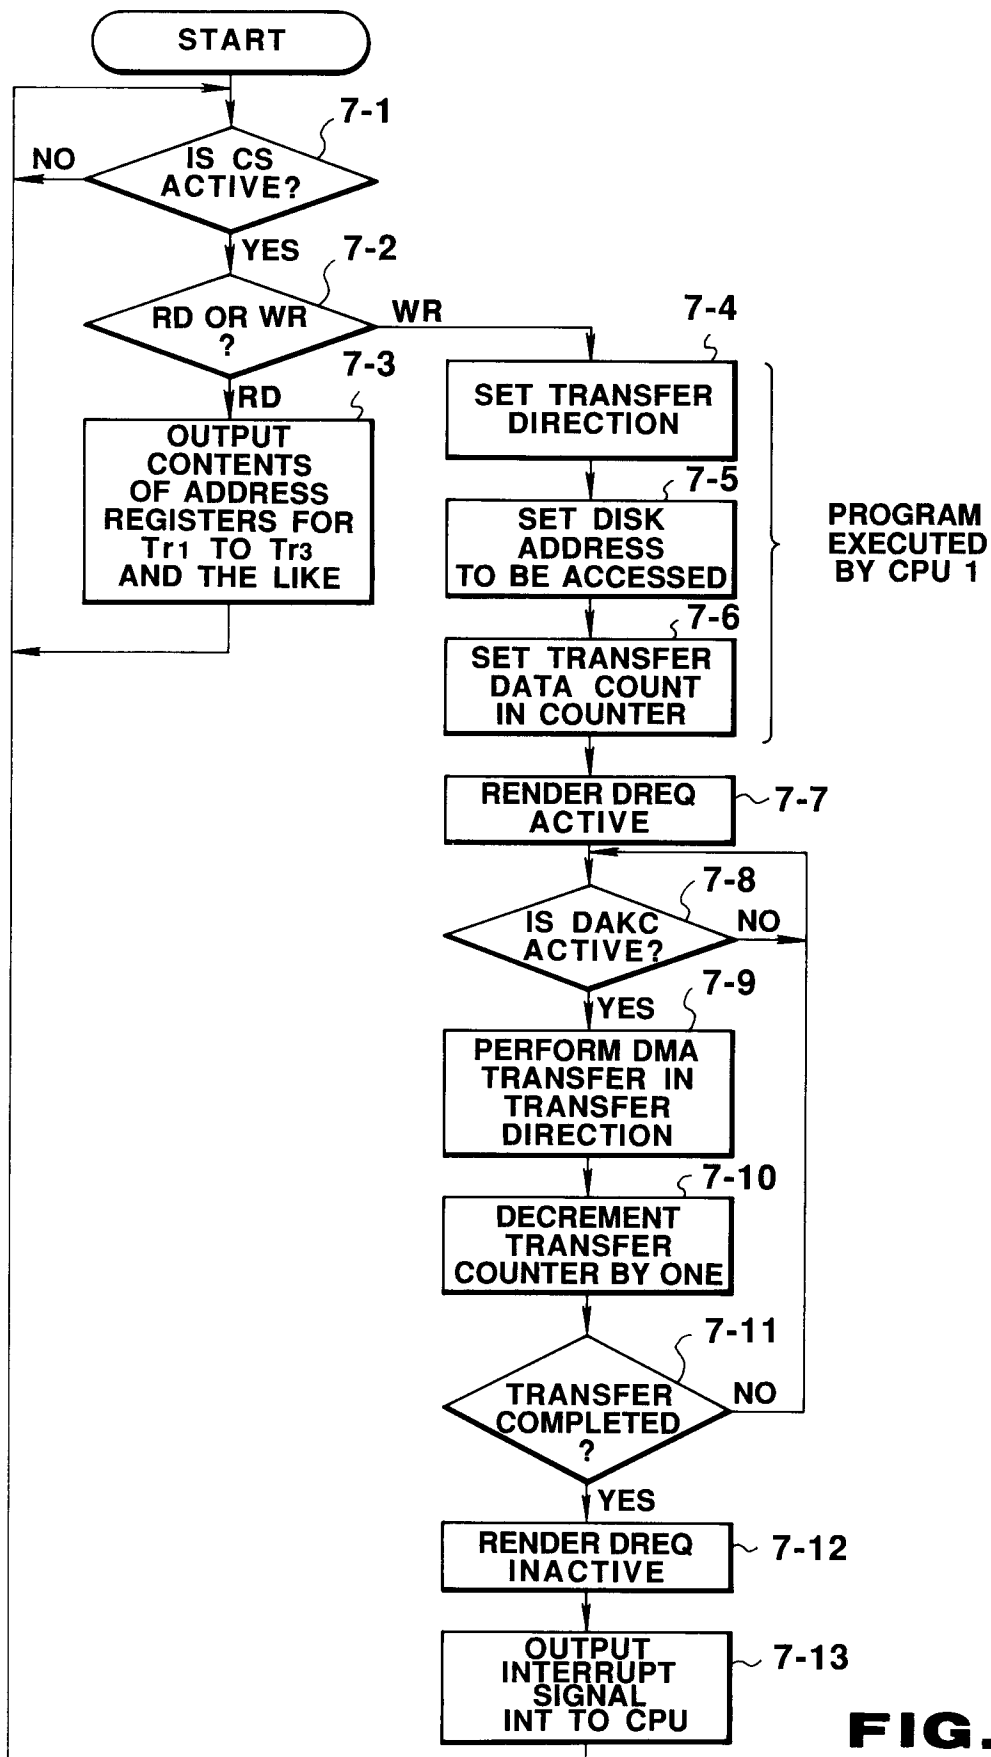 START
7-1
IS CS
ACTIVE?
NO
YES
7-2
RD OR WR
?
WR
RD
7-3
OUTPUT
CONTENTS
OF ADDRESS
REGISTERS FOR
Tr1 TO Tr3
AND THE LIKE
7-4
SET TRANSFER
DIRECTION
7-5
SET DISK
ADDRESS
TO BE ACCESSED
7-6
SET TRANSFER
DATA COUNT
IN COUNTER
PROGRAM
EXECUTED
BY CPU 1
RENDER DREQ
ACTIVE
7-7
7-8
IS DAKC
ACTIVE?
NO
YES
7-9
PERFORM DMA
TRANSFER IN
TRANSFER
DIRECTION
7-10
DECREMENT
TRANSFER
COUNTER BY ONE
7-11
TRANSFER
COMPLETED
?
NO
YES
RENDER DREQ
INACTIVE
7-12
OUTPUT
INTERRUPT
SIGNAL
INT TO CPU
7-13
FIG.